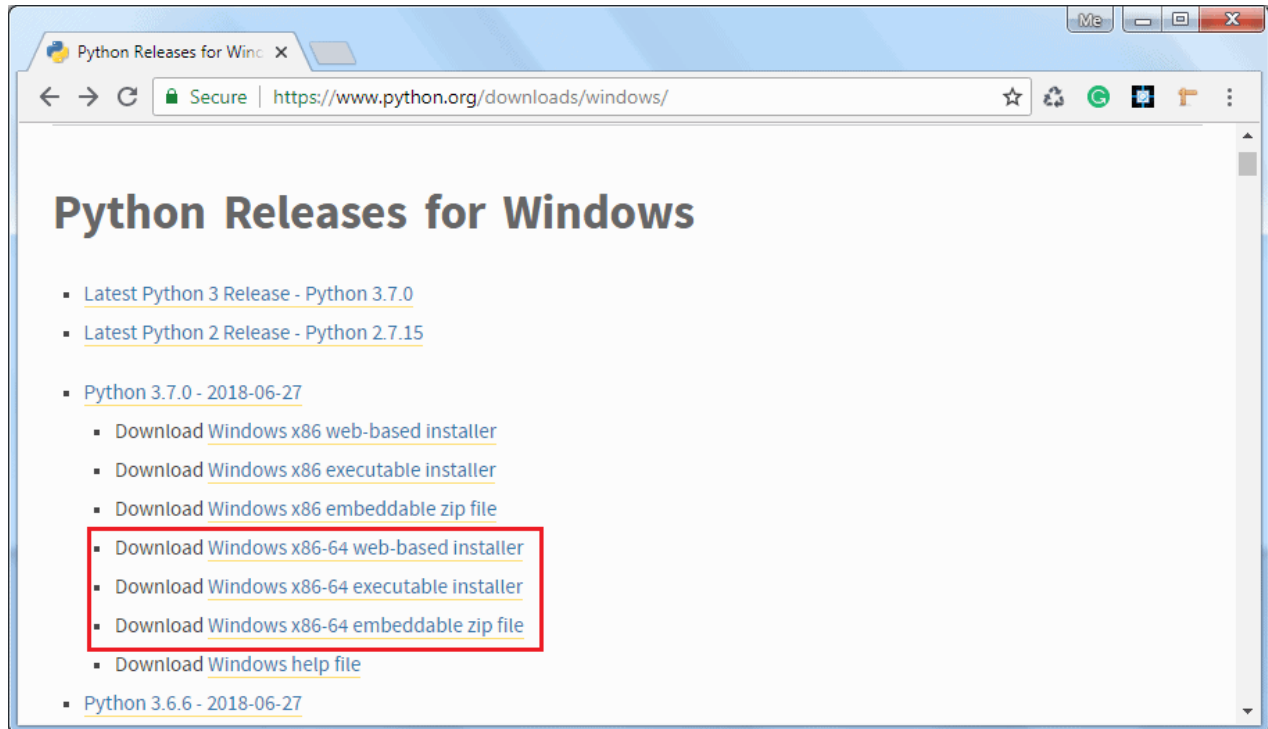 Me
Python Releases for Winc
Secure | https://www.python.org/downloads/windows/
Python Releases for Windows
Latest Python 3 Release - Python 3.7.0
Latest Python 2 Release - Python 2.7.15
Python 3.7.0 - 2018-06-27
Download Windows x86 web-based installer
Download Windows x86 executable installer
Download Windows x86 embeddable zip file
Download Windows x86-64 web-based installer
Download Windows x86-64 executable installer
Download Windows x86-64 embeddable zip file
Download Windows help file
Python 3.6.6 - 2018-06-27